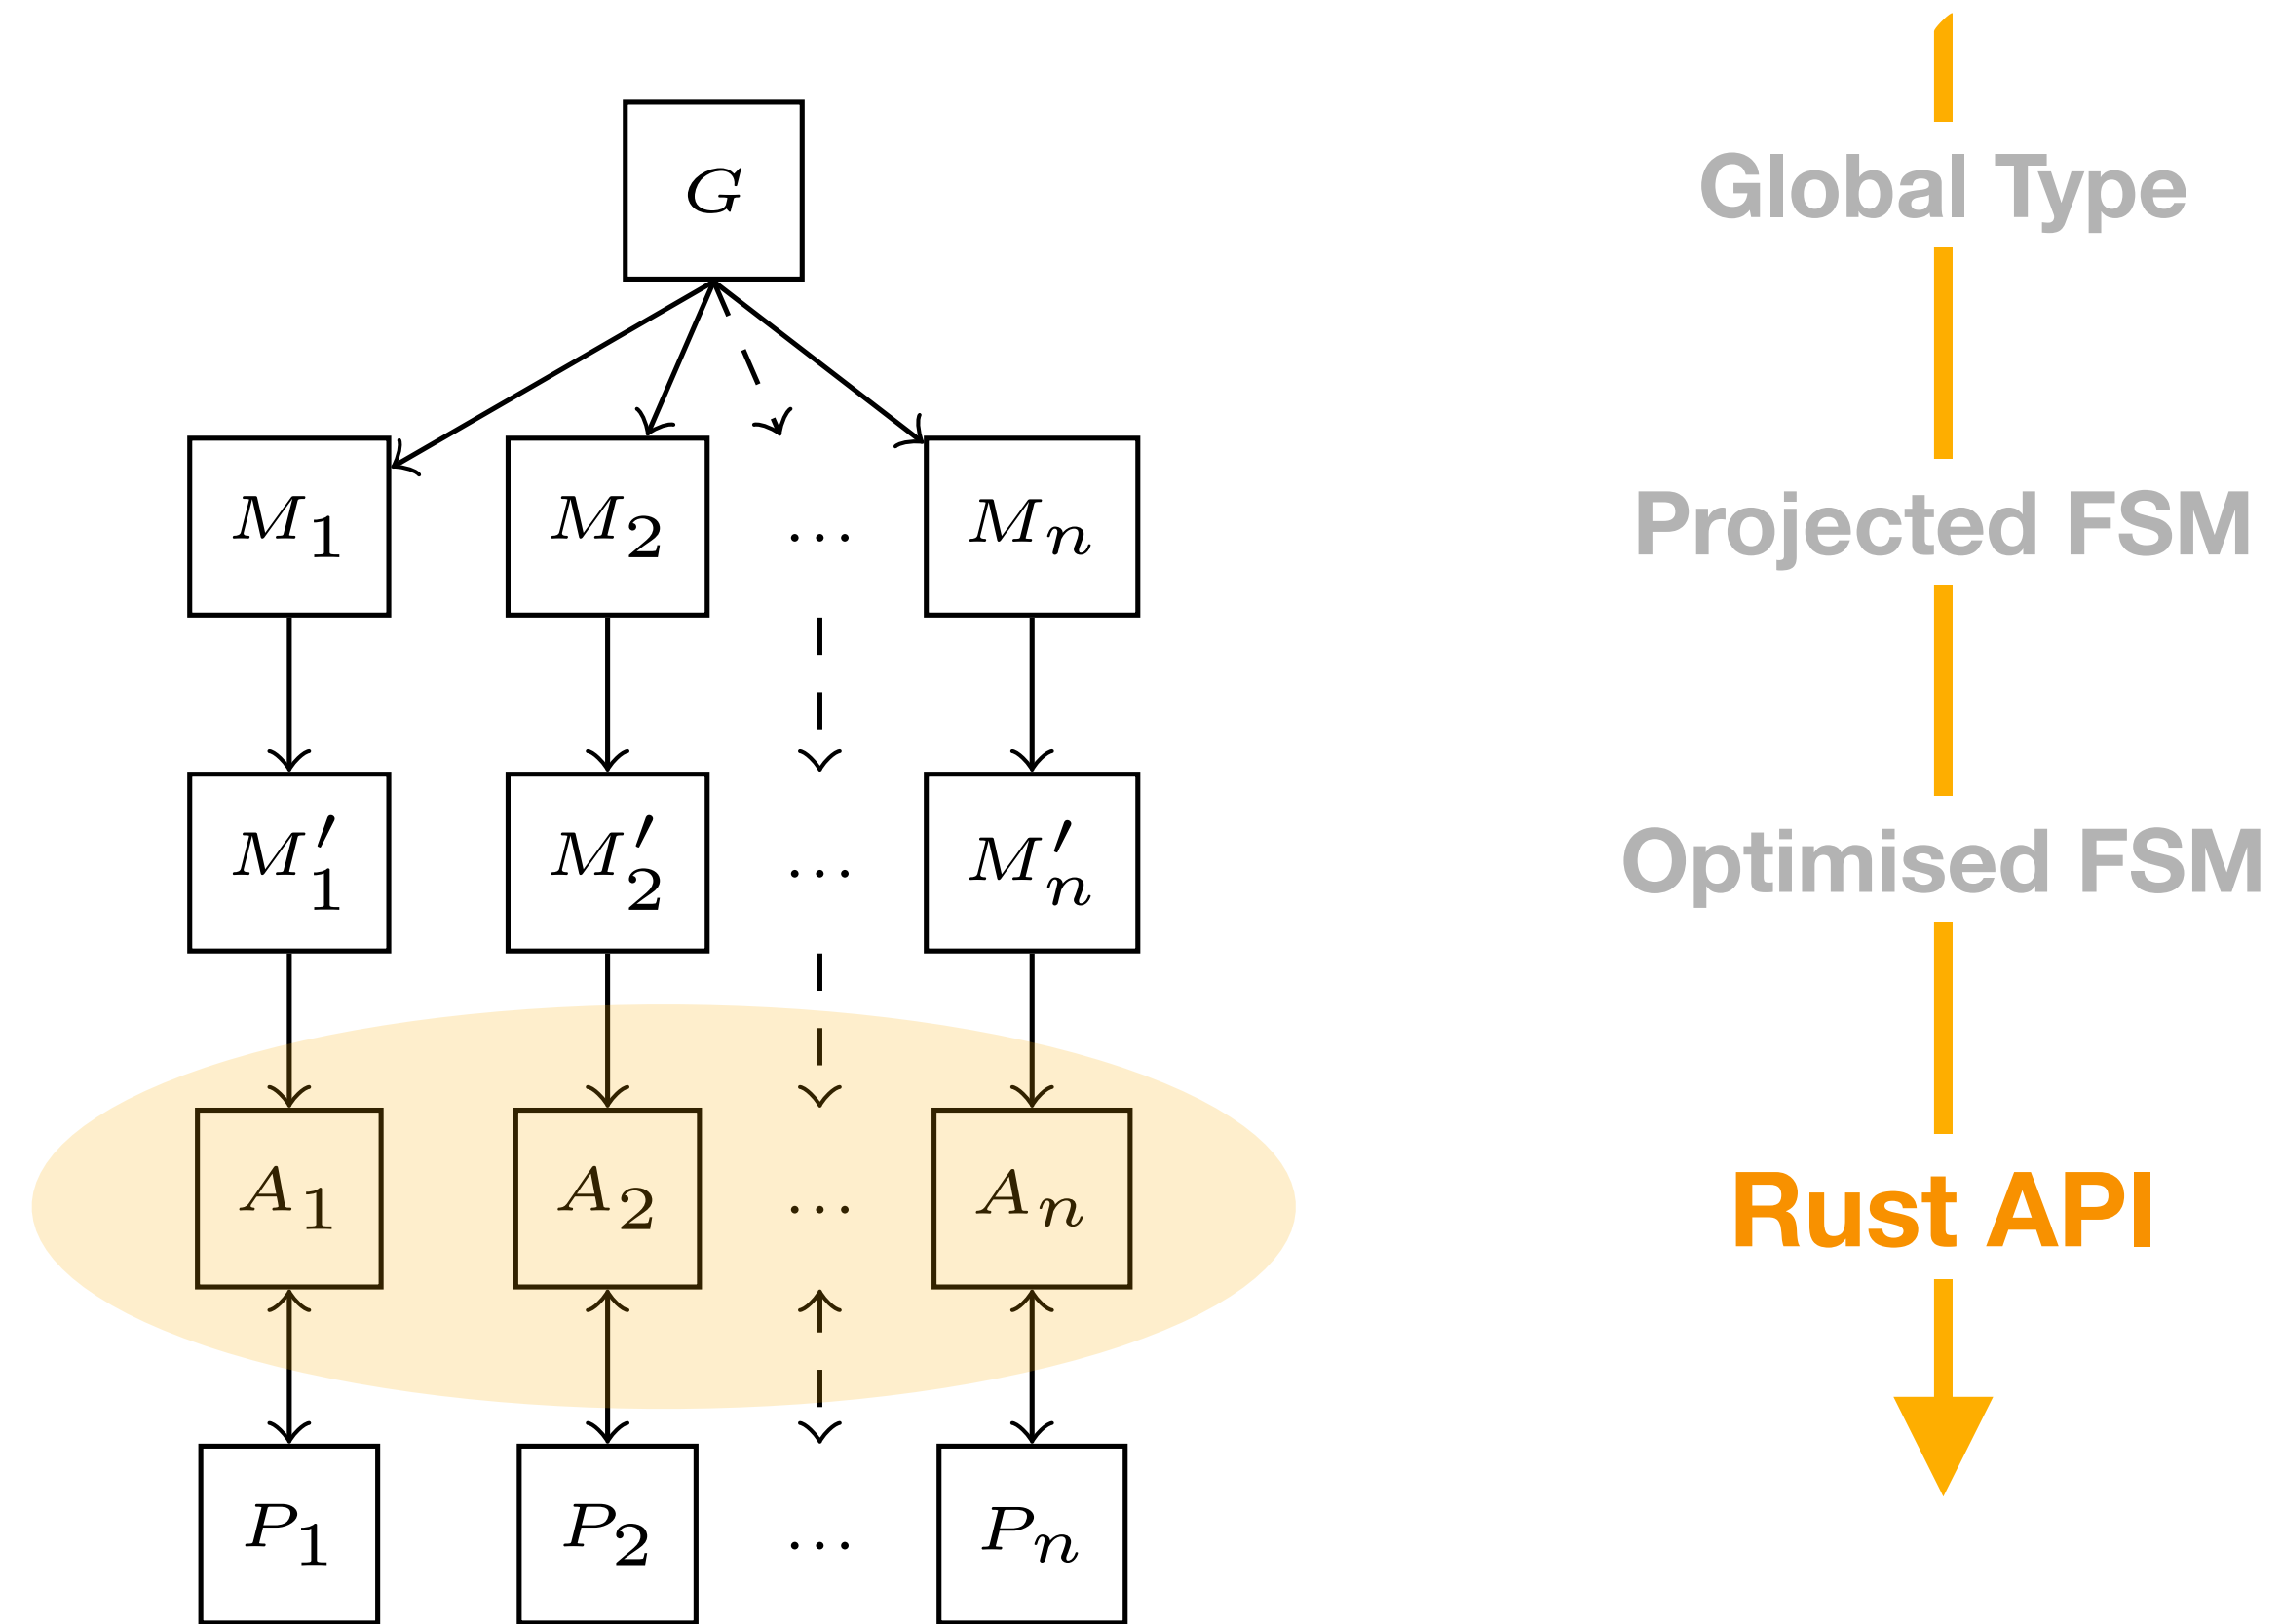 G
Global Type
M₁ M₂ … Mₙ
Projected FSM
M′₁ M′₂ … M′ₙ
Optimised FSM
A₁ A₂ … Aₙ
Rust API
P₁ P₂ … Pₙ